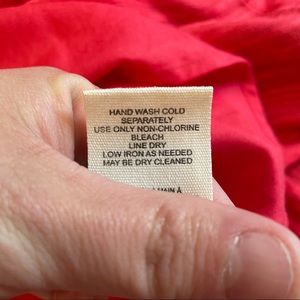 HAND WASH COLD
SEPARATELY
USE ONLY NON-CHLORINE
BLEACH
LINE DRY
LOW IRON AS NEEDED
MAY BE DRY CLEANED
MAIN À